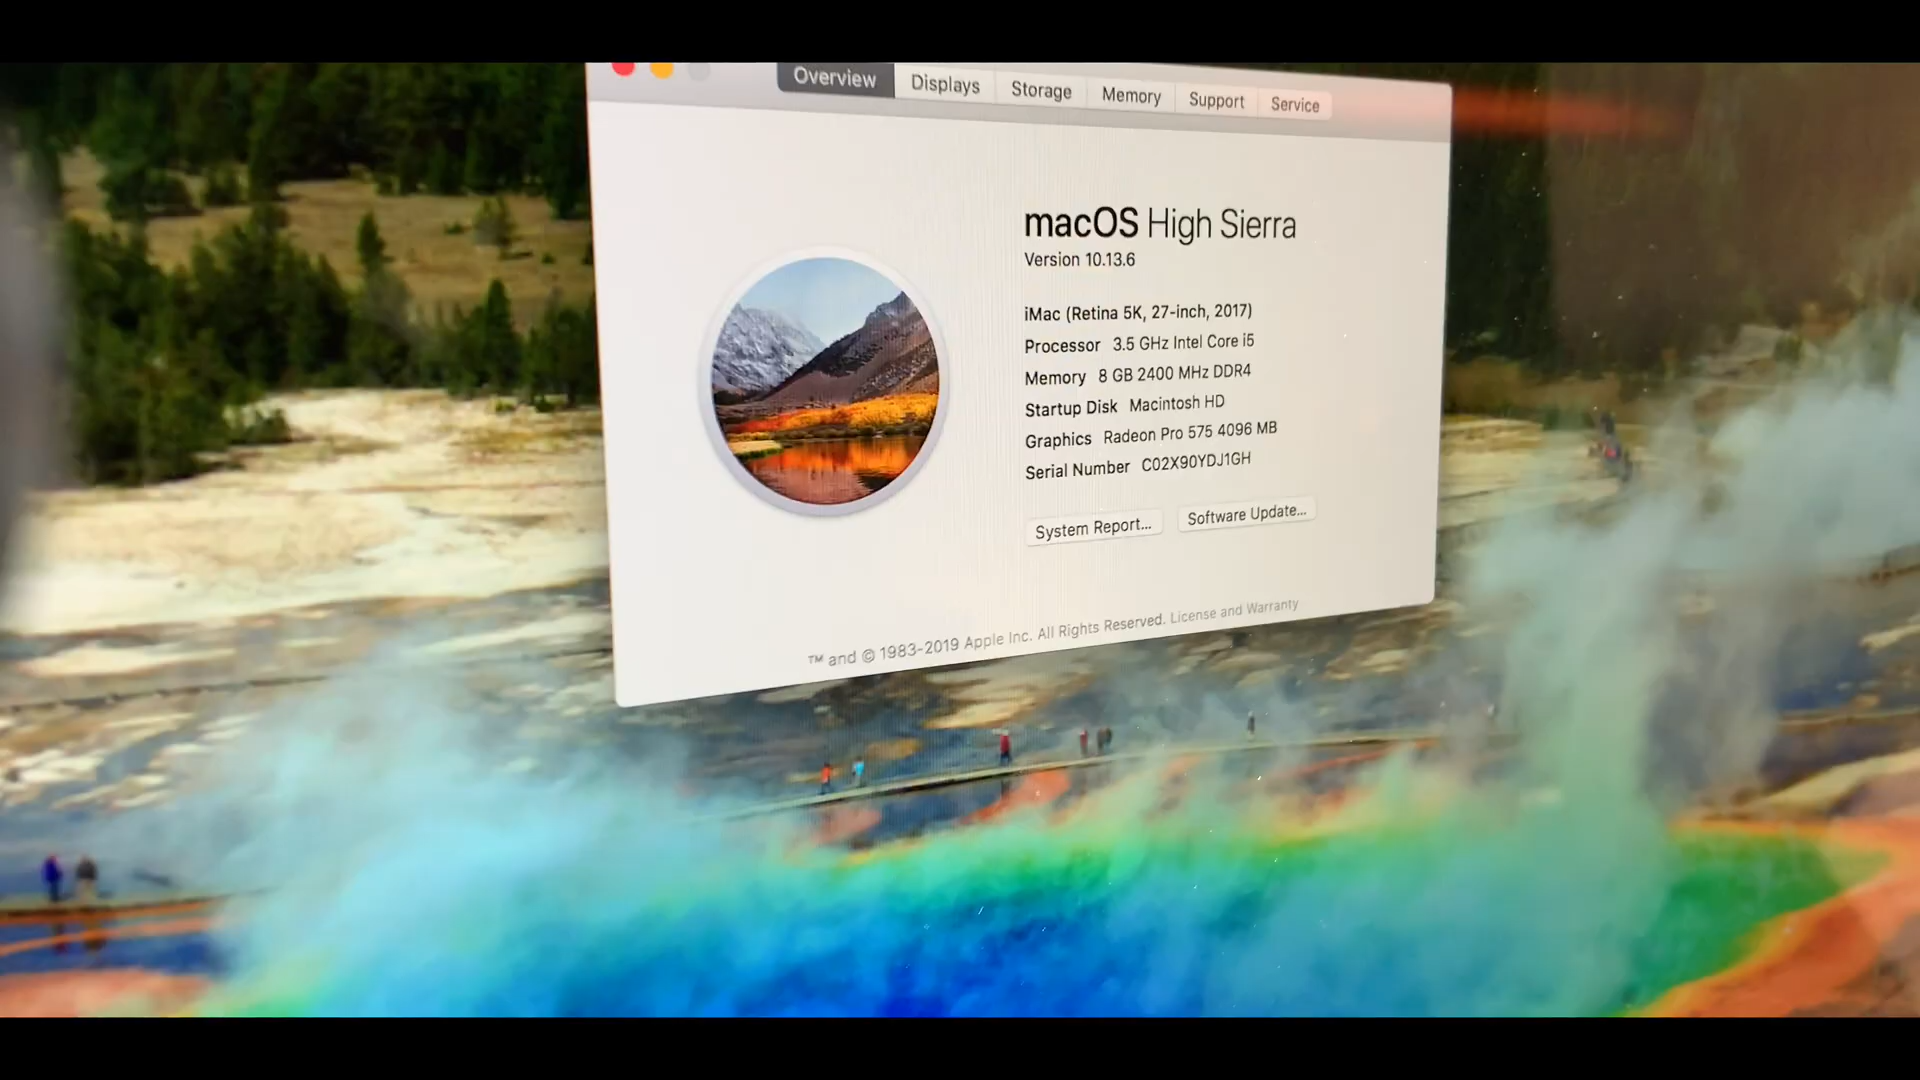 Overview Displays Storage Memory Support Service
macOS High Sierra
Version 10.13.6
iMac (Retina 5K, 27-inch, 2017)
Processor 3.5 GHz Intel Core i5
Memory 8 GB 2400 MHz DDR4
Startup Disk Macintosh HD
Graphics Radeon Pro 575 4096 MB
Serial Number C02X90YDJ1GH
System Report... Software Update...
™ and © 1983-2019 Apple Inc. All Rights Reserved. License and Warranty